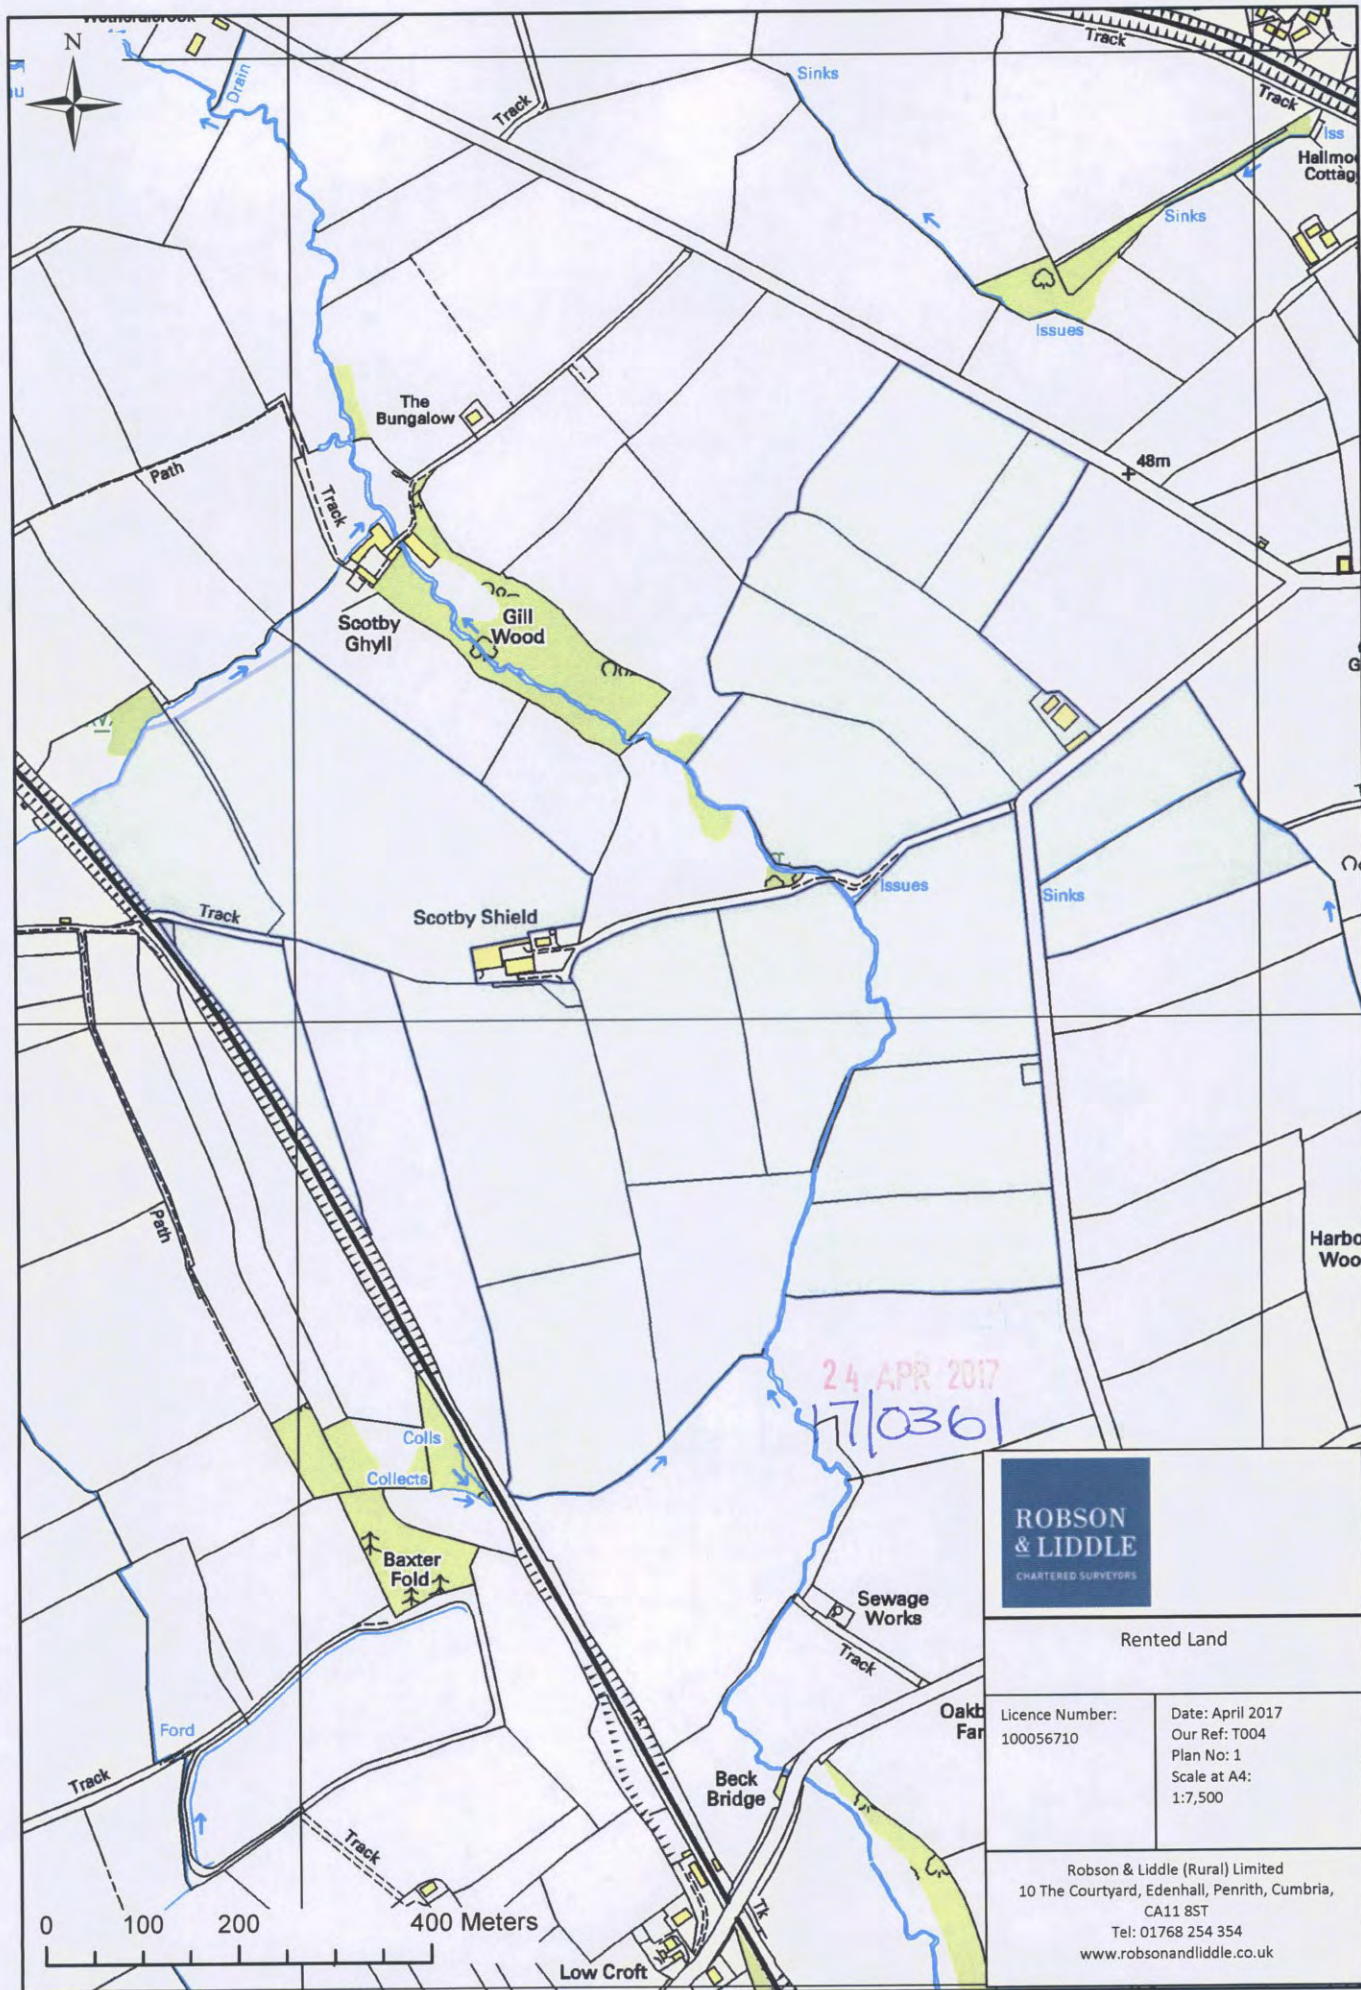 N
Drain
Track
Sinks
Track
Track
Iss
Sinks
Issues
The
Bungalow
Path
Track
48m
Scotby
Ghyll
Gill
Wood
Track
Scotby Shield
Issues
Sinks
Path
24 APR 2017
17/0361
Colls
Collects
Baxter
Fold
Sewage
Works
Track
Ford
Track
Track
Beck
Bridge
Tk
Low Croft
0 100 200 400 Meters
ROBSON
& LIDDLE
CHARTERED SURVEYORS
Rented Land
Licence Number:
100056710
Date: April 2017
Our Ref: T004
Plan No: 1
Scale at A4:
1:7,500
Robson & Liddle (Rural) Limited
10 The Courtyard, Edenhall, Penrith, Cumbria,
CA11 8ST
Tel: 01768 254 354
www.robsonandliddle.co.uk